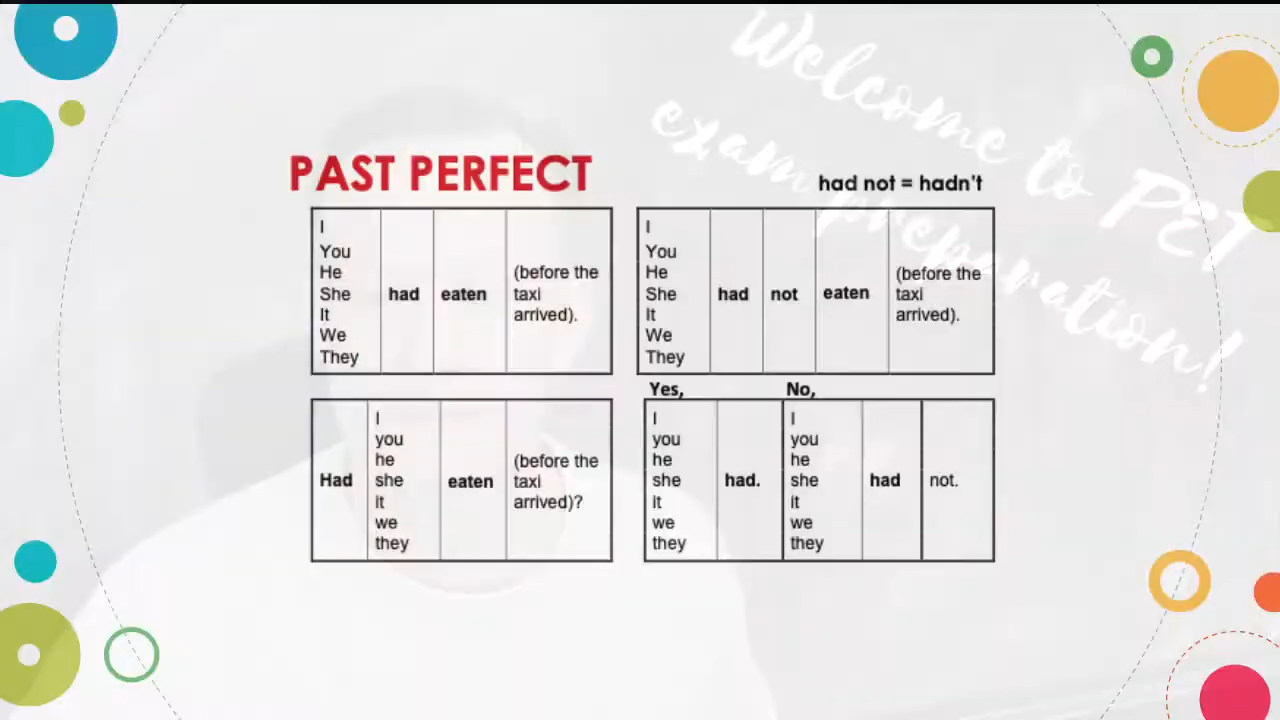 Welcome to PET
exam preparation!
PAST PERFECT
had not = hadn't
I
You
He
She
It
We
They
had
eaten
(before the
taxi
arrived).
I
You
He
She
It
We
They
had
not
eaten
(before the
taxi
arrived).
Had
I
you
he
she
it
we
they
eaten
(before the
taxi
arrived)?
Yes,
I
you
he
she
it
we
they
had.
No,
I
you
he
she
it
we
they
had
not.